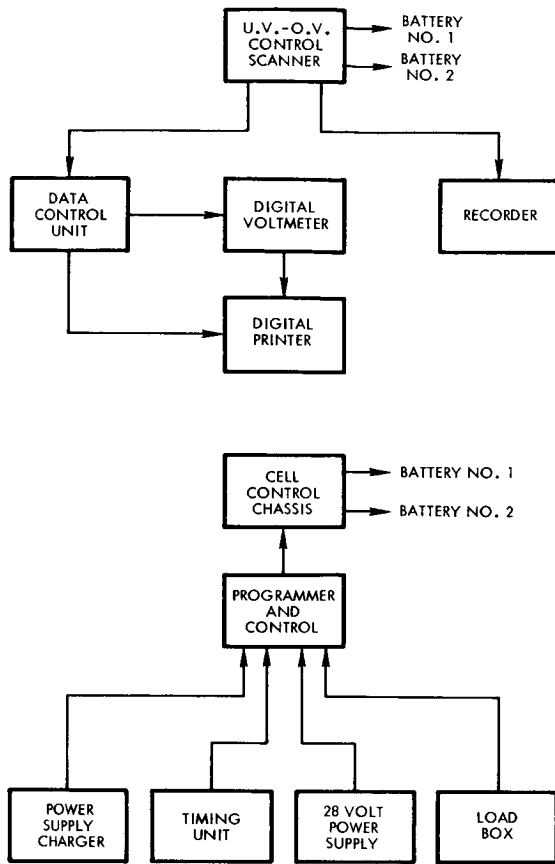 U.V.-O.V.
CONTROL
SCANNER
BATTERY
NO. 1
BATTERY
NO. 2
DATA
CONTROL
UNIT
DIGITAL
VOLTMETER
RECORDER
DIGITAL
PRINTER
CELL
CONTROL
CHASSIS
BATTERY NO. 1
BATTERY NO. 2
PROGRAMMER
AND
CONTROL
POWER
SUPPLY
CHARGER
TIMING
UNIT
28 VOLT
POWER
SUPPLY
LOAD
BOX